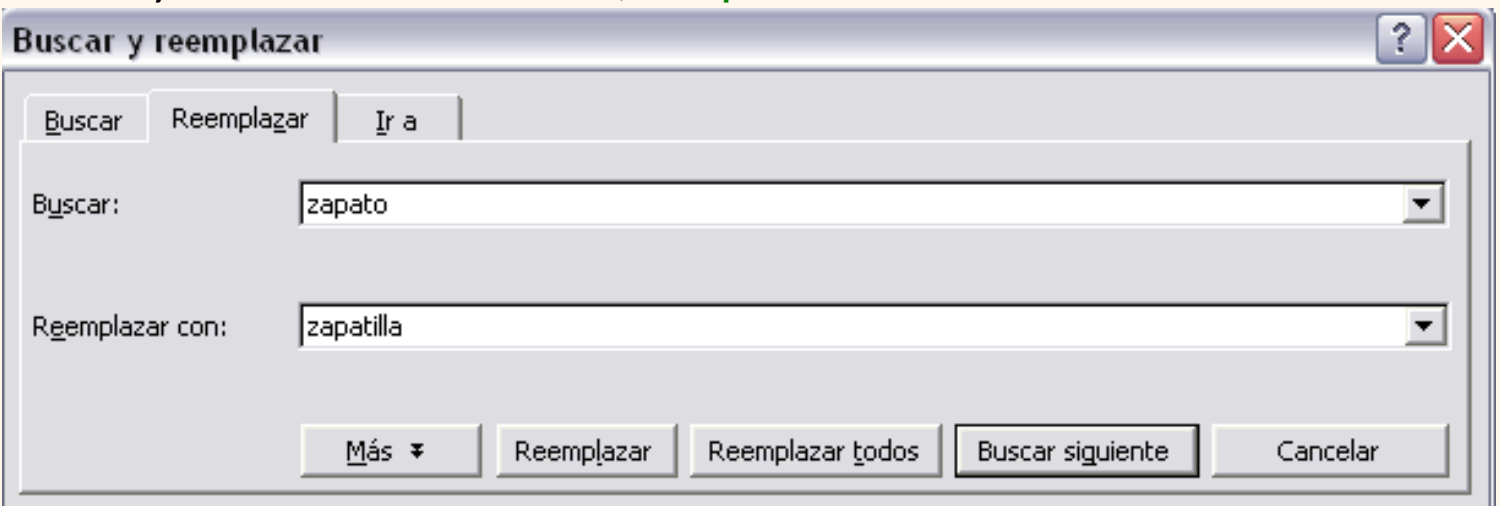 Buscar y reemplazar
Buscar Reemplazar Ir a
Buscar: zapato
Reemplazar con: zapatilla
Más Reemplazar Reemplazar todos Buscar siguiente Cancelar